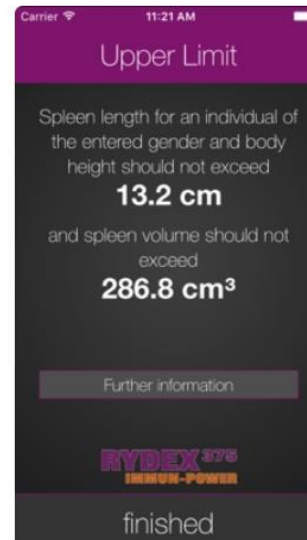 Carrier 11:21 AM
Upper Limit
Spleen length for an individual of
the entered gender and body
height should not exceed
13.2 cm
and spleen volume should not
exceed
286.8 cm³
Further information
RYDEX 375
IMMUN-POWER
finished